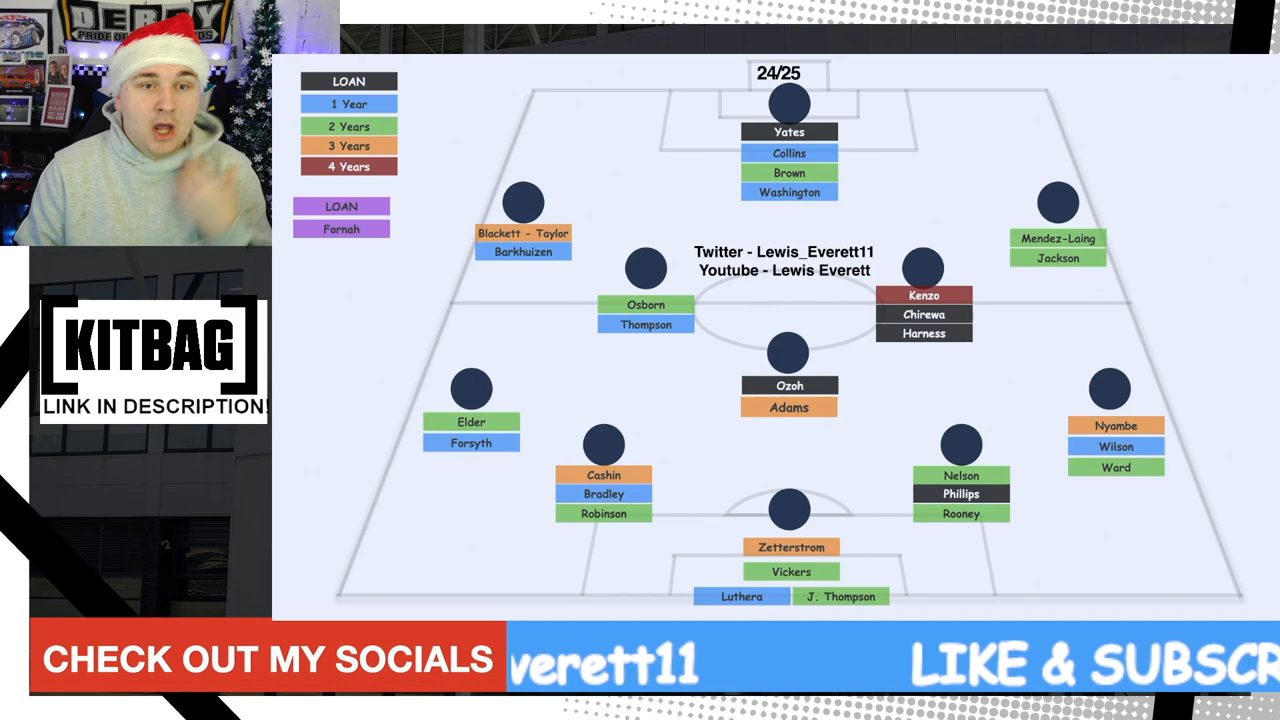 DERBY
PRIDE OF
LOAN
1 Year
2 Years
3 Years
4 Years
LOAN
Fornah
24/25
Yates
Collins
Brown
Washington
Blackett - Taylor
Barkhuizen
Mendez-Laing
Jackson
Twitter - Lewis_Everett11
Youtube - Lewis Everett
Osborn
Thompson
Kenzo
Chirewa
Harness
Ozoh
Adams
Elder
Forsyth
Nyambe
Wilson
Ward
Cashin
Bradley
Robinson
Nelson
Phillips
Rooney
Zetterstrom
Vickers
Luthera
J. Thompson
KITBAG
LINK IN DESCRIPTION!
CHECK OUT MY SOCIALS
verett11
LIKE & SUBSCR